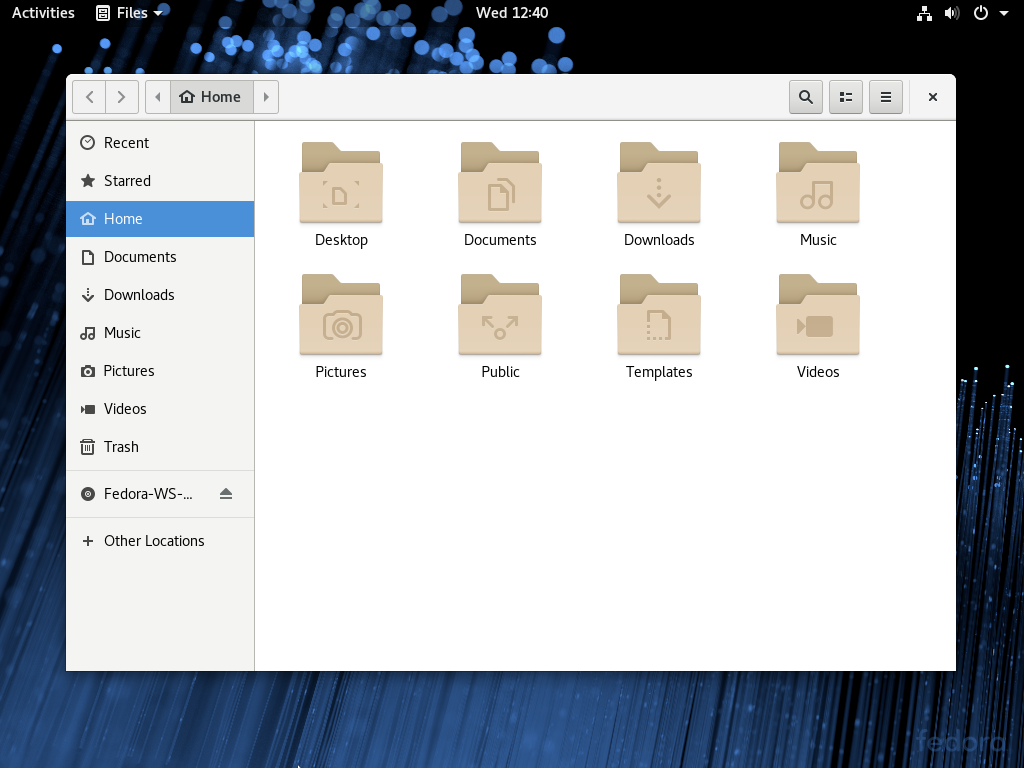 Activities Files Wed 12:40
Home
Recent
Starred
Home
Documents
Downloads
Music
Pictures
Videos
Trash
Fedora-WS-...
Other Locations
Desktop Documents Downloads Music
Pictures Public Templates Videos
fedora